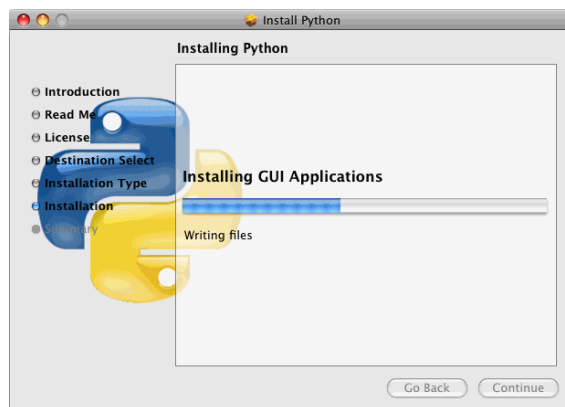 Install Python
Installing Python
Introduction
Read Me
License
Destination Select
Installation Type
Installation
Summary
Installing GUI Applications
Writing files
Go Back
Continue